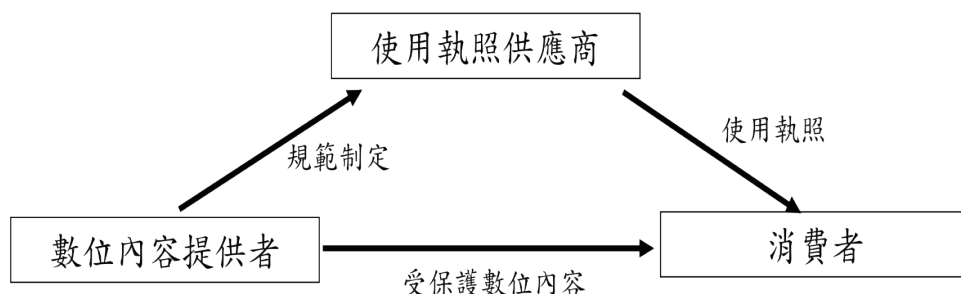 使用執照供應商
使用執照
規範制定
數位內容提供者
消費者
受保護數位內容